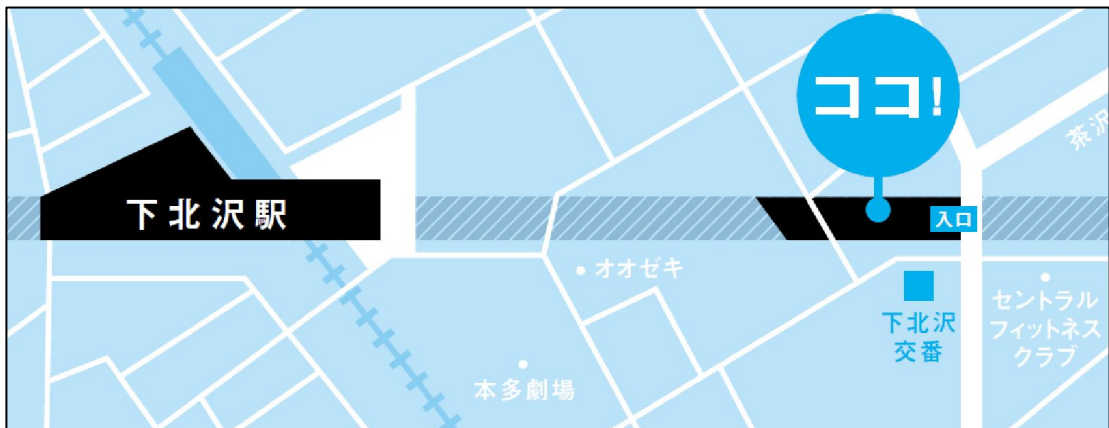 ココ!
茶沢
下北沢駅
入口
オオゼキ
下北沢
交番
セントラル
フィットネス
クラブ
本多劇場